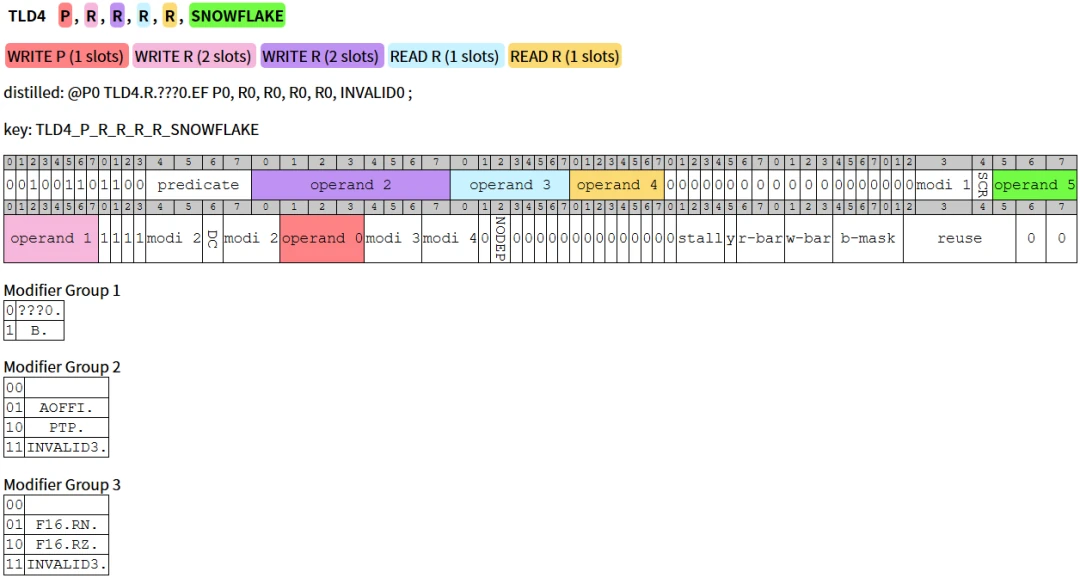 TLD4 P, R, R, R, R, SNOWFLAKE
WRITE P (1 slots) WRITE R (2 slots) WRITE R (2 slots) READ R (1 slots) READ R (1 slots)
distilled: @P0 TLD4.R.???0.EF P0, R0, R0, R0, R0, INVALID0 ;
key: TLD4_P_R_R_R_R_SNOWFLAKE
0 1 2 3 4 5 6 7 0 1 2 3 4 5 6 7 0 1 2 3 4 5 6 7 0 1 2 3 4 5 6 7 0 1 2 3 4 5 6 7 0 1 2 3 4 5 6 7 0 1 2 3 4 5 6 7 0 1 2 3 4 5 6 7
0 0 1 0 0 1 1 0 1 1 0 0 predicate operand 2 operand 3 operand 4 0 0 0 0 0 0 0 0 0 0 0 0 0 0 0 0 0 0 0 modi 1 SCR operand 5
0 1 2 3 4 5 6 7 0 1 2 3 4 5 6 7 0 1 2 3 4 5 6 7 0 1 2 3 4 5 6 7 0 1 2 3 4 5 6 7 0 1 2 3 4 5 6 7 0 1 2 3 4 5 6 7 0 1 2 3 4 5 6 7
operand 1 1 1 1 1 modi 2 DC modi 2 operand 0 modi 3 modi 4 0 NODEP 0 0 0 0 0 0 0 0 0 0 0 0 0 0 stall y r-bar w-bar b-mask reuse 0 0
Modifier Group 1
0 ???0.
1 B.
Modifier Group 2
00
01 AOFFI.
10 PTP.
11 INVALID3.
Modifier Group 3
00
01 F16.RN.
10 F16.RZ.
11 INVALID3.